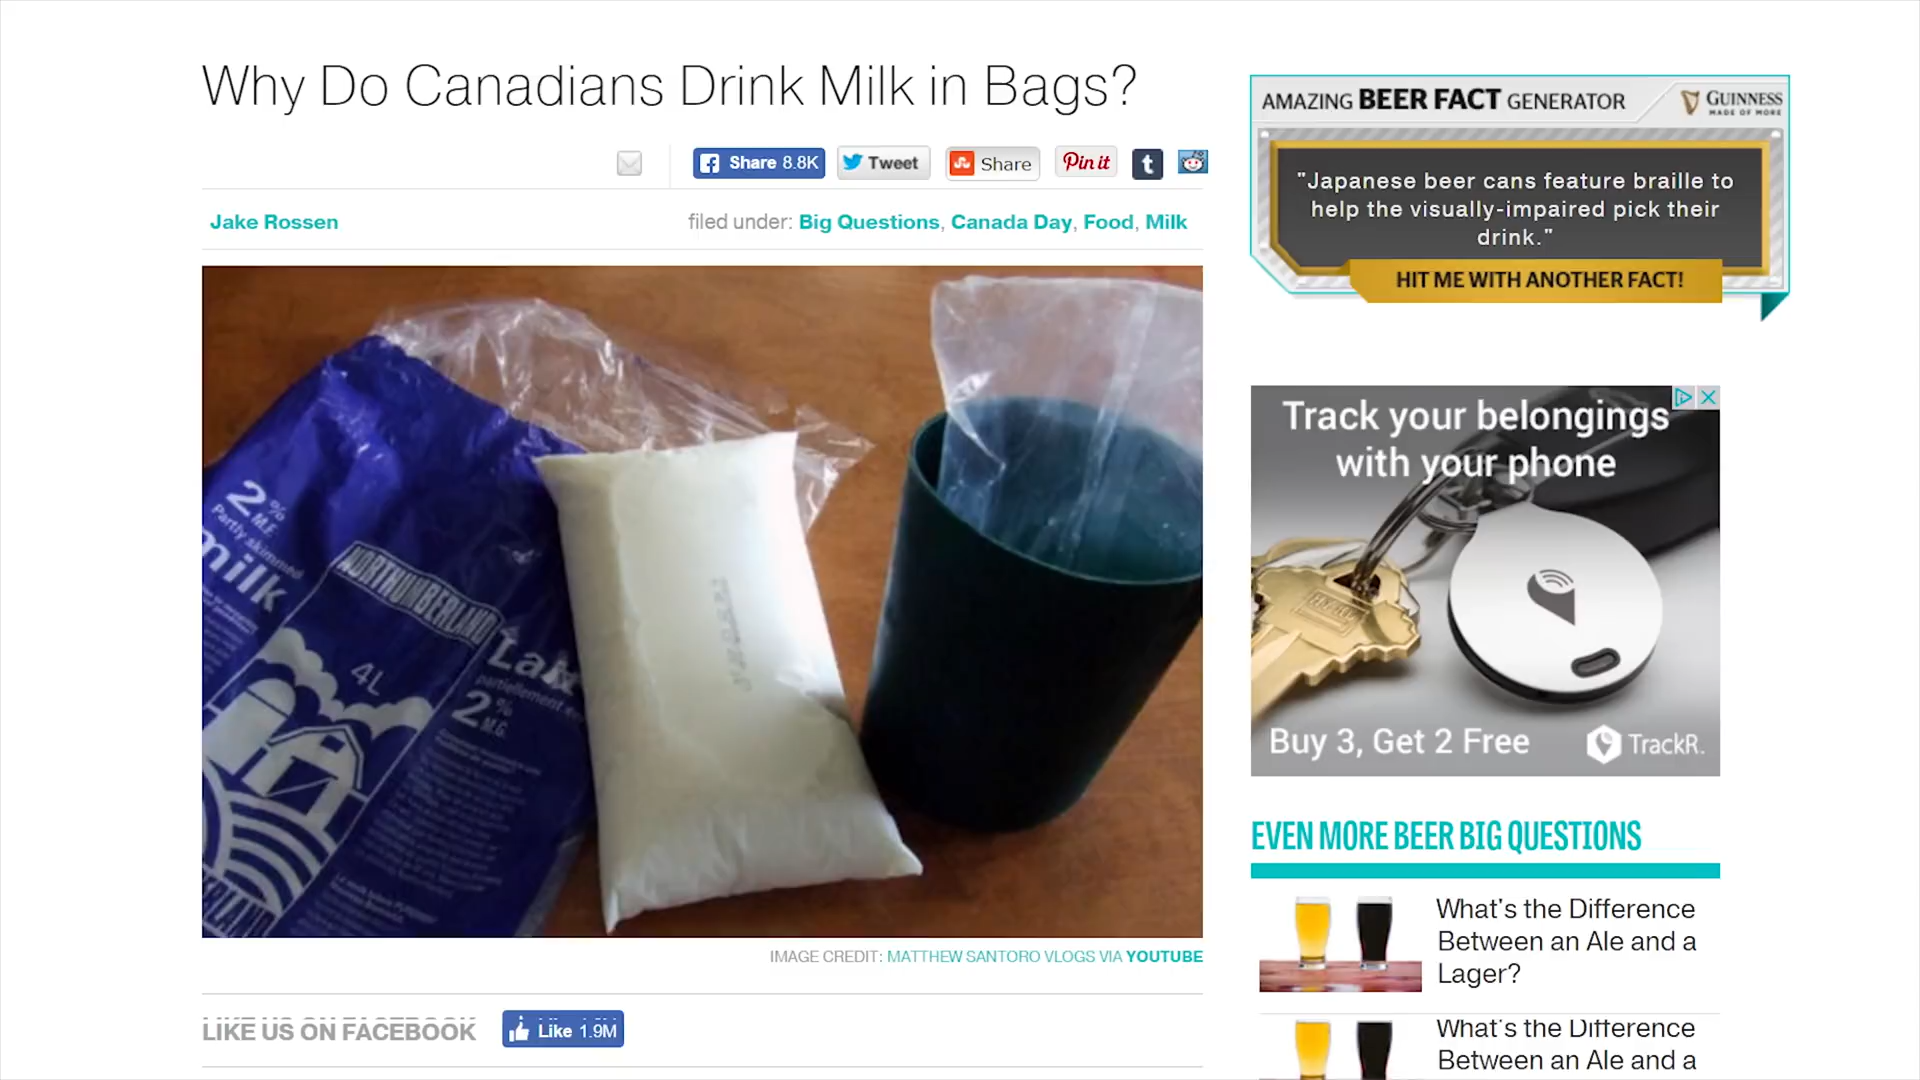 Why Do Canadians Drink Milk in Bags?
Share 8.8K
Tweet
Share
Pin it
t
Jake Rossen
filed under: Big Questions, Canada Day, Food, Milk
2%
M.F.
Partly skimmed
milk
NORTHUMBERLAND
4L
Lait
partiellement
2%
M.G.
IMAGE CREDIT: MATTHEW SANTORO VLOGS VIA YOUTUBE
LIKE US ON FACEBOOK
Like 1.9M
AMAZING BEER FACT GENERATOR
GUINNESS
MADE OF MORE
"Japanese beer cans feature braille to
help the visually-impaired pick their
drink."
HIT ME WITH ANOTHER FACT!
Track your belongings
with your phone
Buy 3, Get 2 Free
TrackR.
EVEN MORE BEER BIG QUESTIONS
What's the Difference
Between an Ale and a
Lager?
What's the Difference
Between an Ale and a